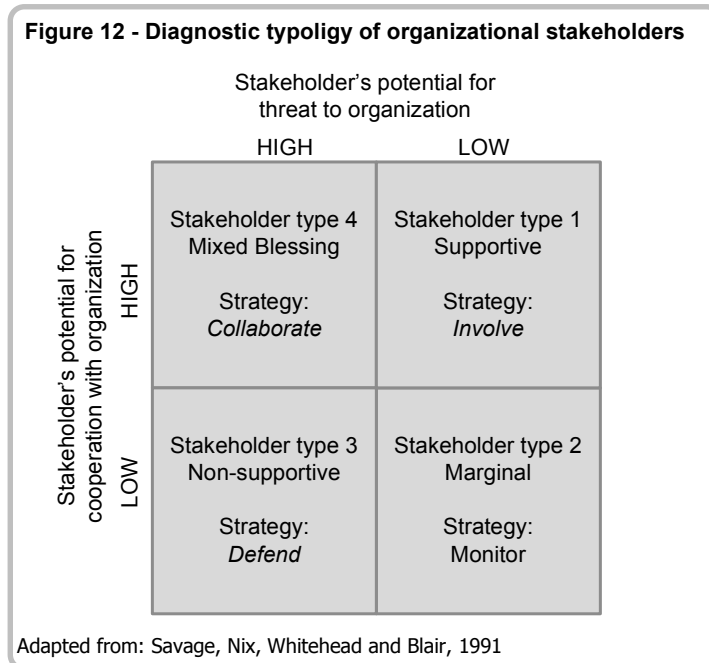 Figure 12 - Diagnostic typoligy of organizational stakeholders
Stakeholder's potential for
threat to organization
HIGH
LOW
Stakeholder's potential for
cooperation with organization
HIGH
LOW
Stakeholder type 4
Mixed Blessing
Strategy:
Collaborate
Stakeholder type 1
Supportive
Strategy:
Involve
Stakeholder type 3
Non-supportive
Strategy:
Defend
Stakeholder type 2
Marginal
Strategy:
Monitor
Adapted from: Savage, Nix, Whitehead and Blair, 1991